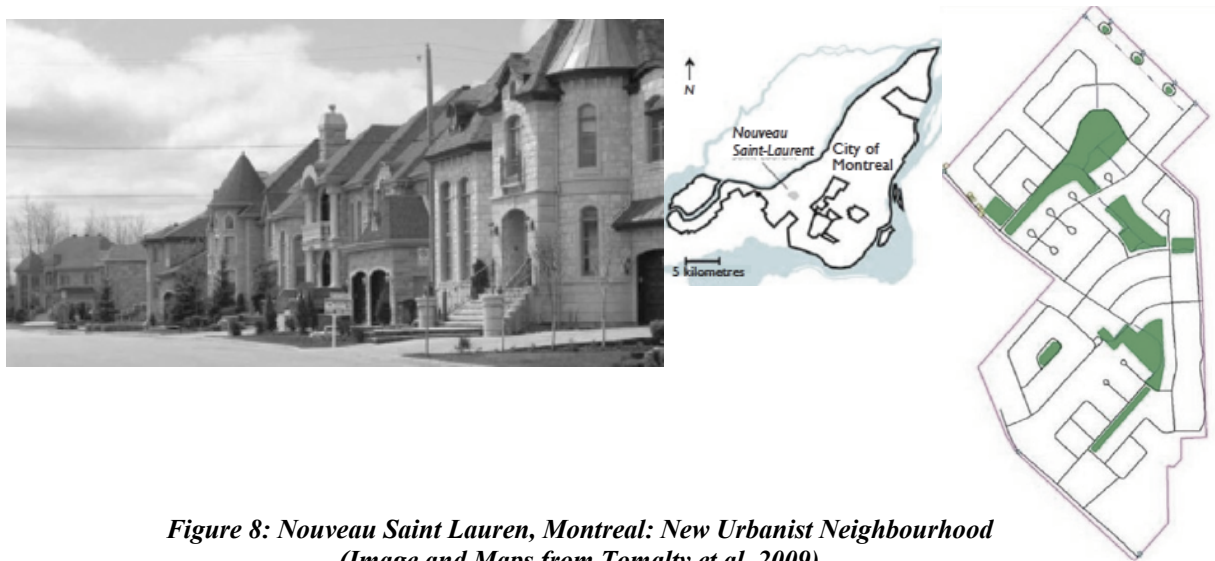 N
Nouveau
Saint-Laurent
City of
Montreal
5 kilometres
Figure 8: Nouveau Saint Lauren, Montreal: New Urbanist Neighbourhood
(Image and Maps from Tomalty et al. 2009)